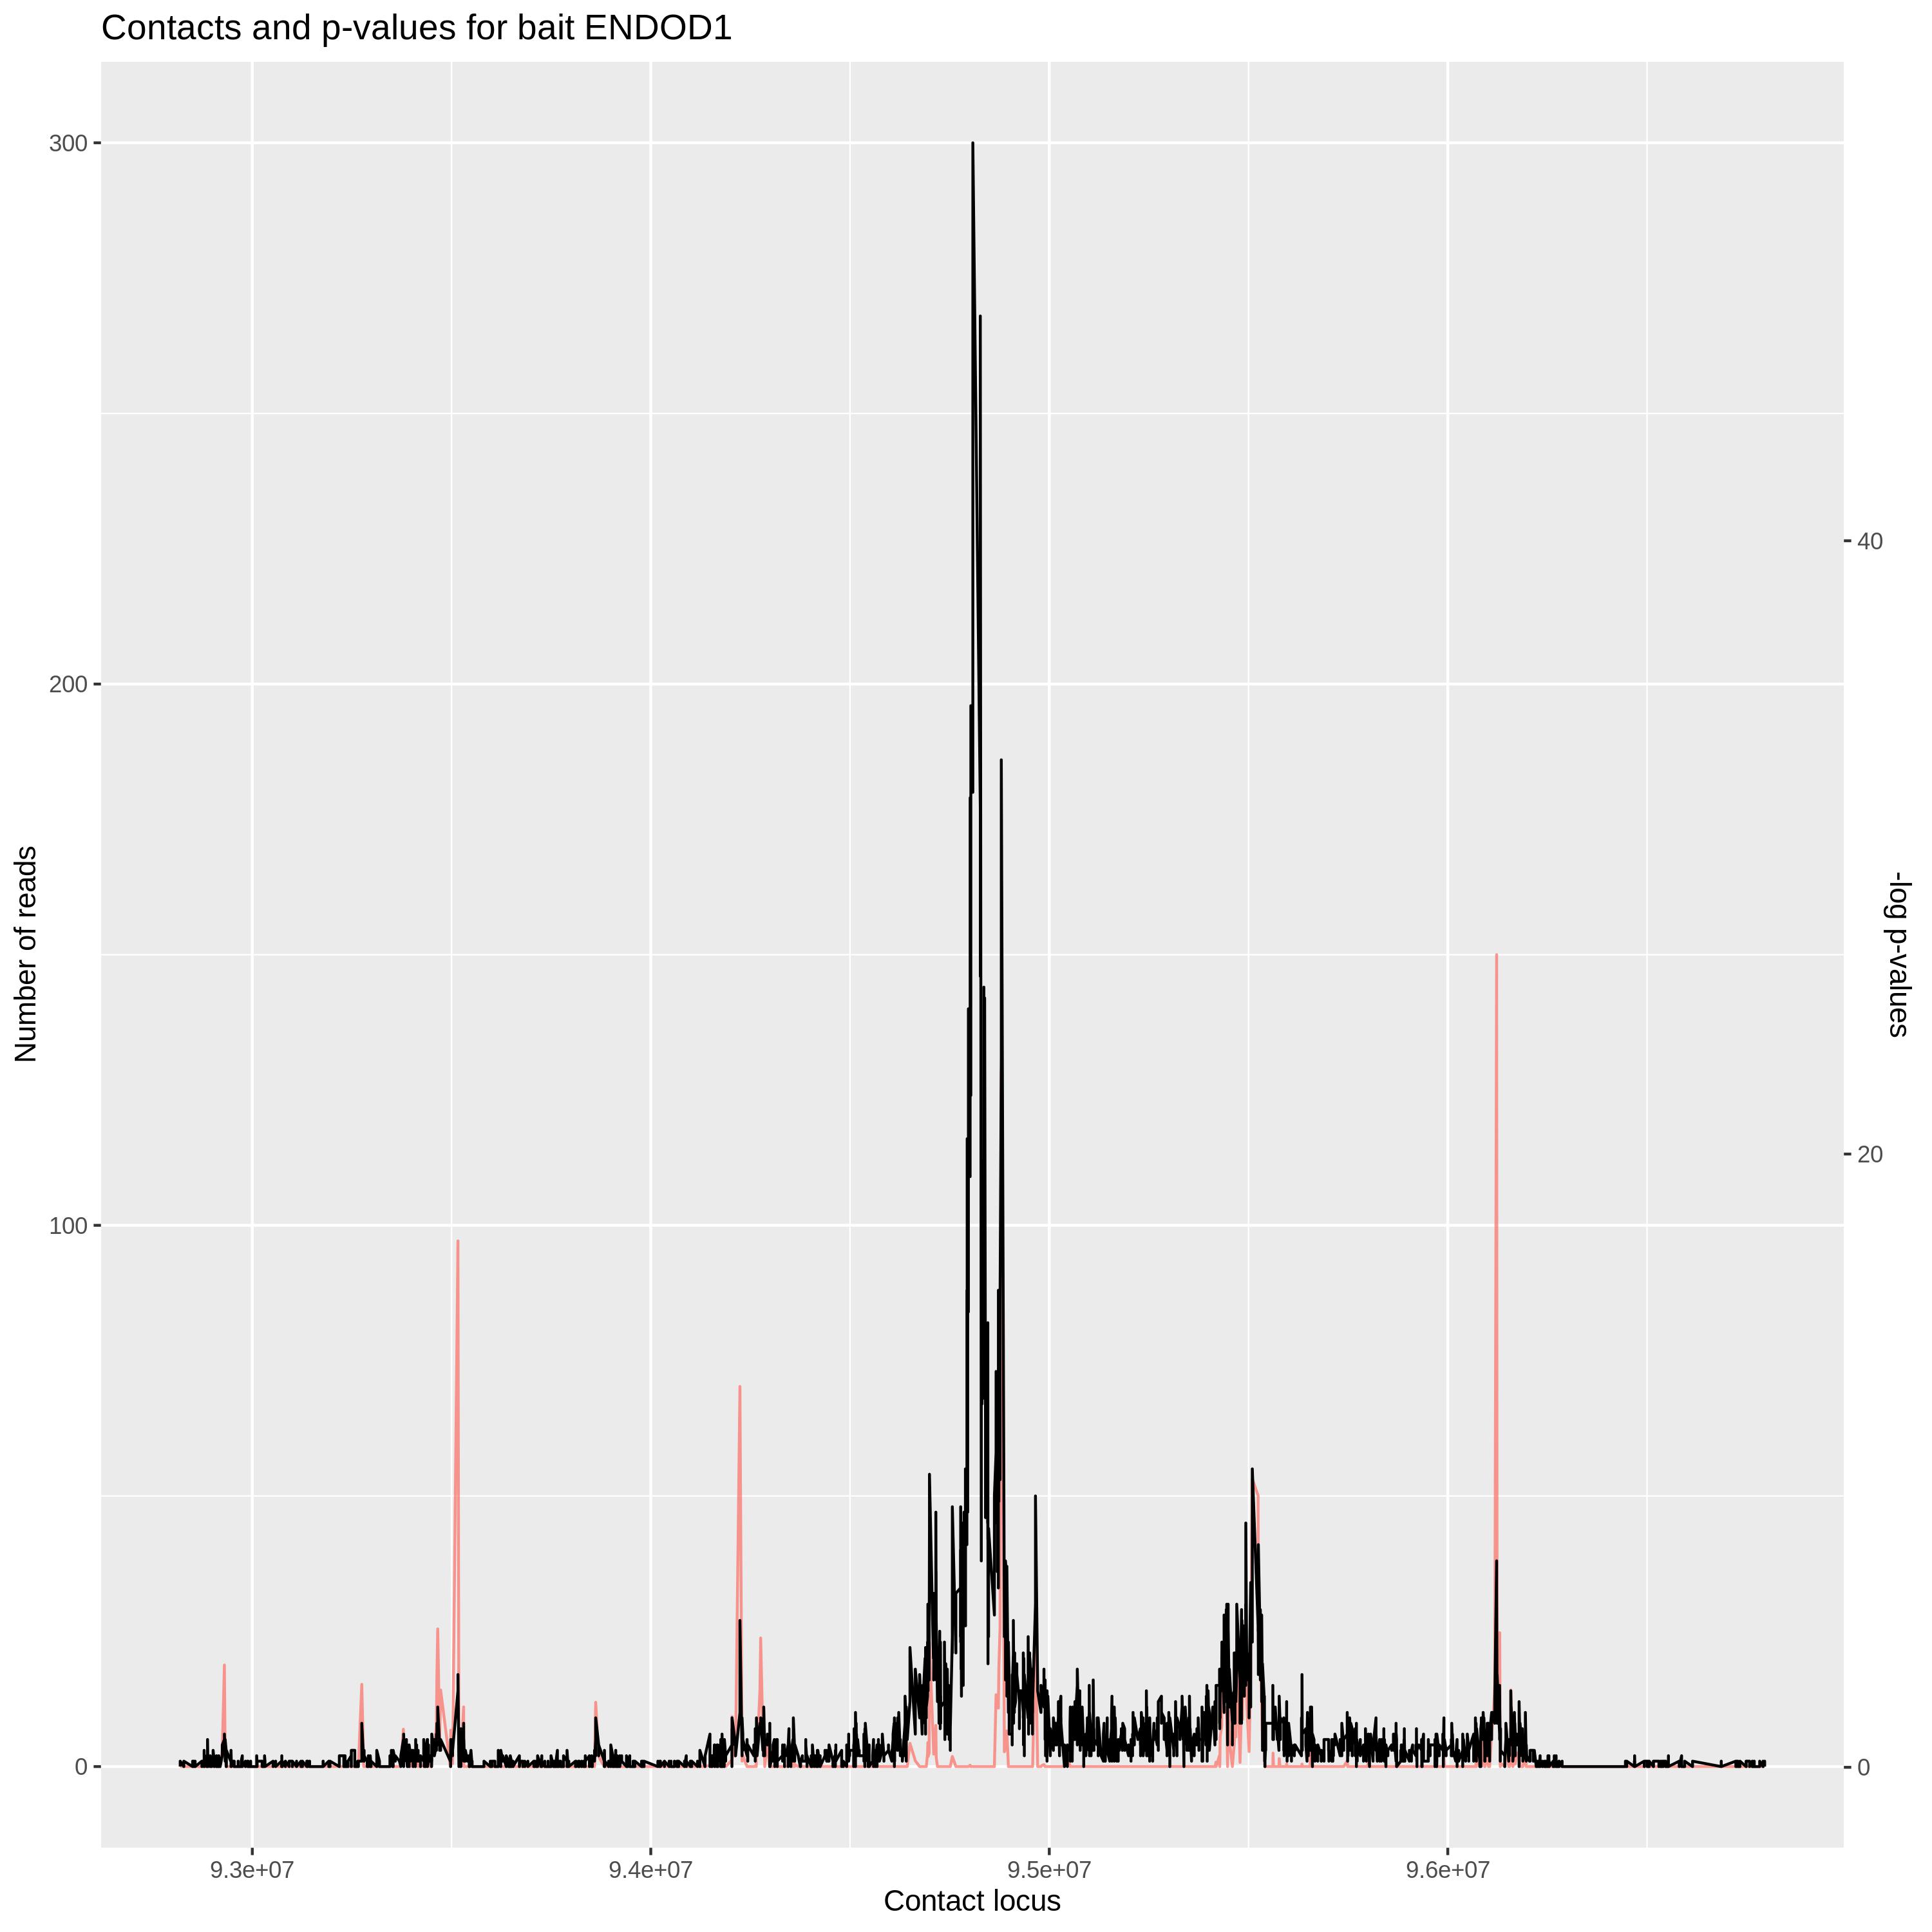 Contacts and p-values for bait ENDOD1
300
200
100
0
Number of reads
40
20
0
-log p-values
9.3e+07
9.4e+07
9.5e+07
9.6e+07
Contact locus